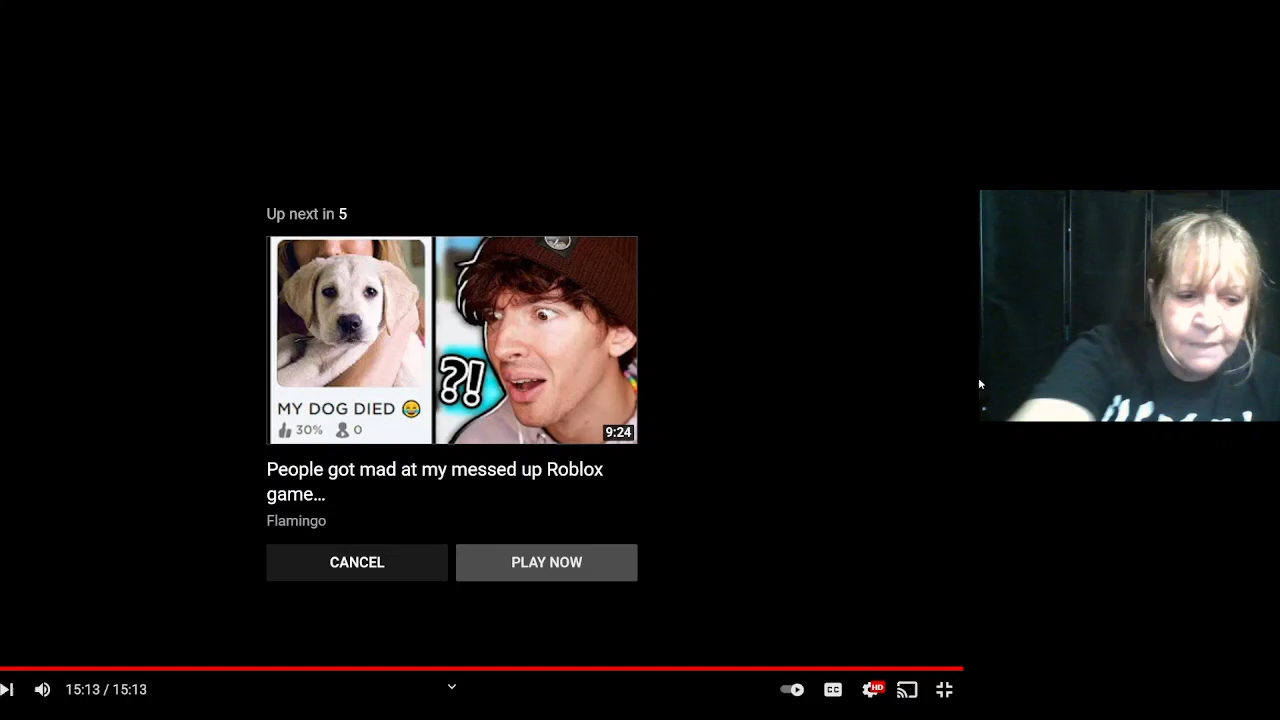 Up next in 5
?!
MY DOG DIED 😂
30% 0
9:24
People got mad at my messed up Roblox
game...
Flamingo
CANCEL PLAY NOW
15:13 / 15:13
CC
HD